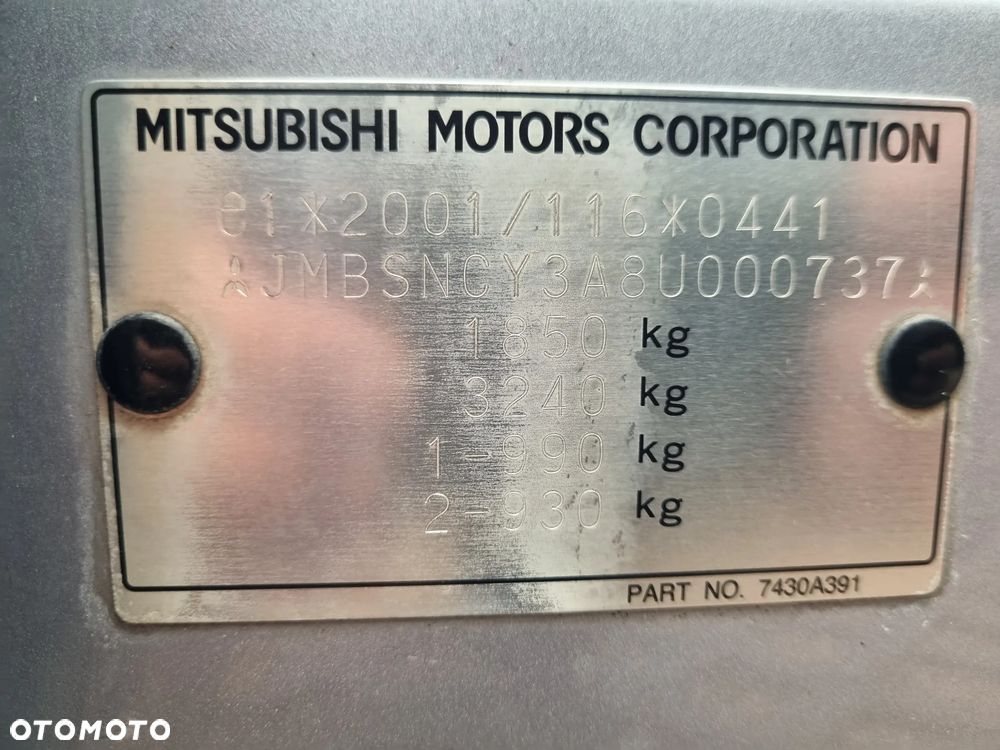 MITSUBISHI MOTORS CORPORATION
e1*2001/116*0441
JMBSNCY3A8U000737
1850 kg
3240 kg
1-990 kg
2-930 kg
PART NO. 7430A391
OTOMOTO